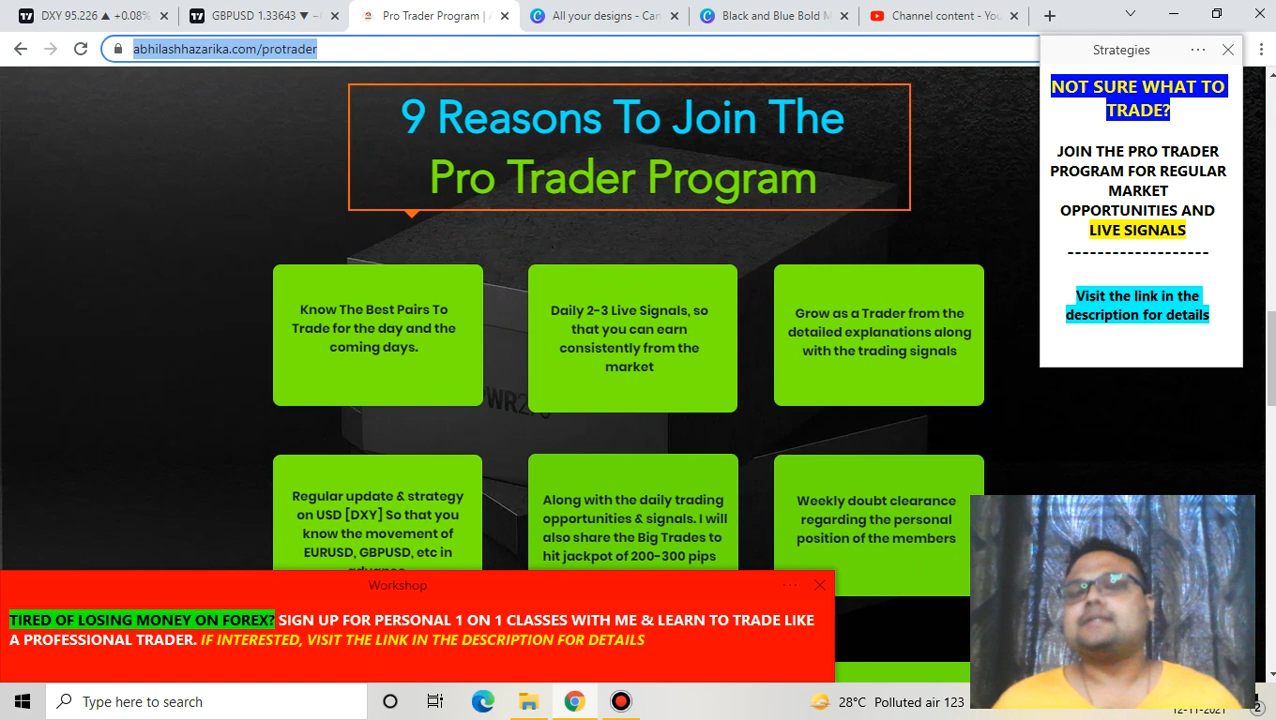 DXY 95.226 ▲ +0.08%
GBPUSD 1.33643 ▼ −
Pro Trader Program | A
All your designs - Can
Black and Blue Bold M
Channel content - You
abhilashhazarika.com/protrader
Strategies
NOT SURE WHAT TO
TRADE?
JOIN THE PRO TRADER
PROGRAM FOR REGULAR
MARKET
OPPORTUNITIES AND
LIVE SIGNALS
-------------------
Visit the link in the
description for details
9 Reasons To Join The
Pro Trader Program
Know The Best Pairs To
Trade for the day and the
coming days.
Daily 2-3 Live Signals, so
that you can earn
consistently from the
market
Grow as a Trader from the
detailed explanations along
with the trading signals
Regular update & strategy
on USD [DXY] So that you
know the movement of
EURUSD, GBPUSD, etc in
Along with the daily trading
opportunities & signals. I will
also share the Big Trades to
hit jackpot of 200-300 pips
Weekly doubt clearance
regarding the personal
position of the members
Workshop
TIRED OF LOSING MONEY ON FOREX? SIGN UP FOR PERSONAL 1 ON 1 CLASSES WITH ME & LEARN TO TRADE LIKE
A PROFESSIONAL TRADER. IF INTERESTED, VISIT THE LINK IN THE DESCRIPTION FOR DETAILS
Type here to search
28°C Polluted air 123
12-11-2021
2